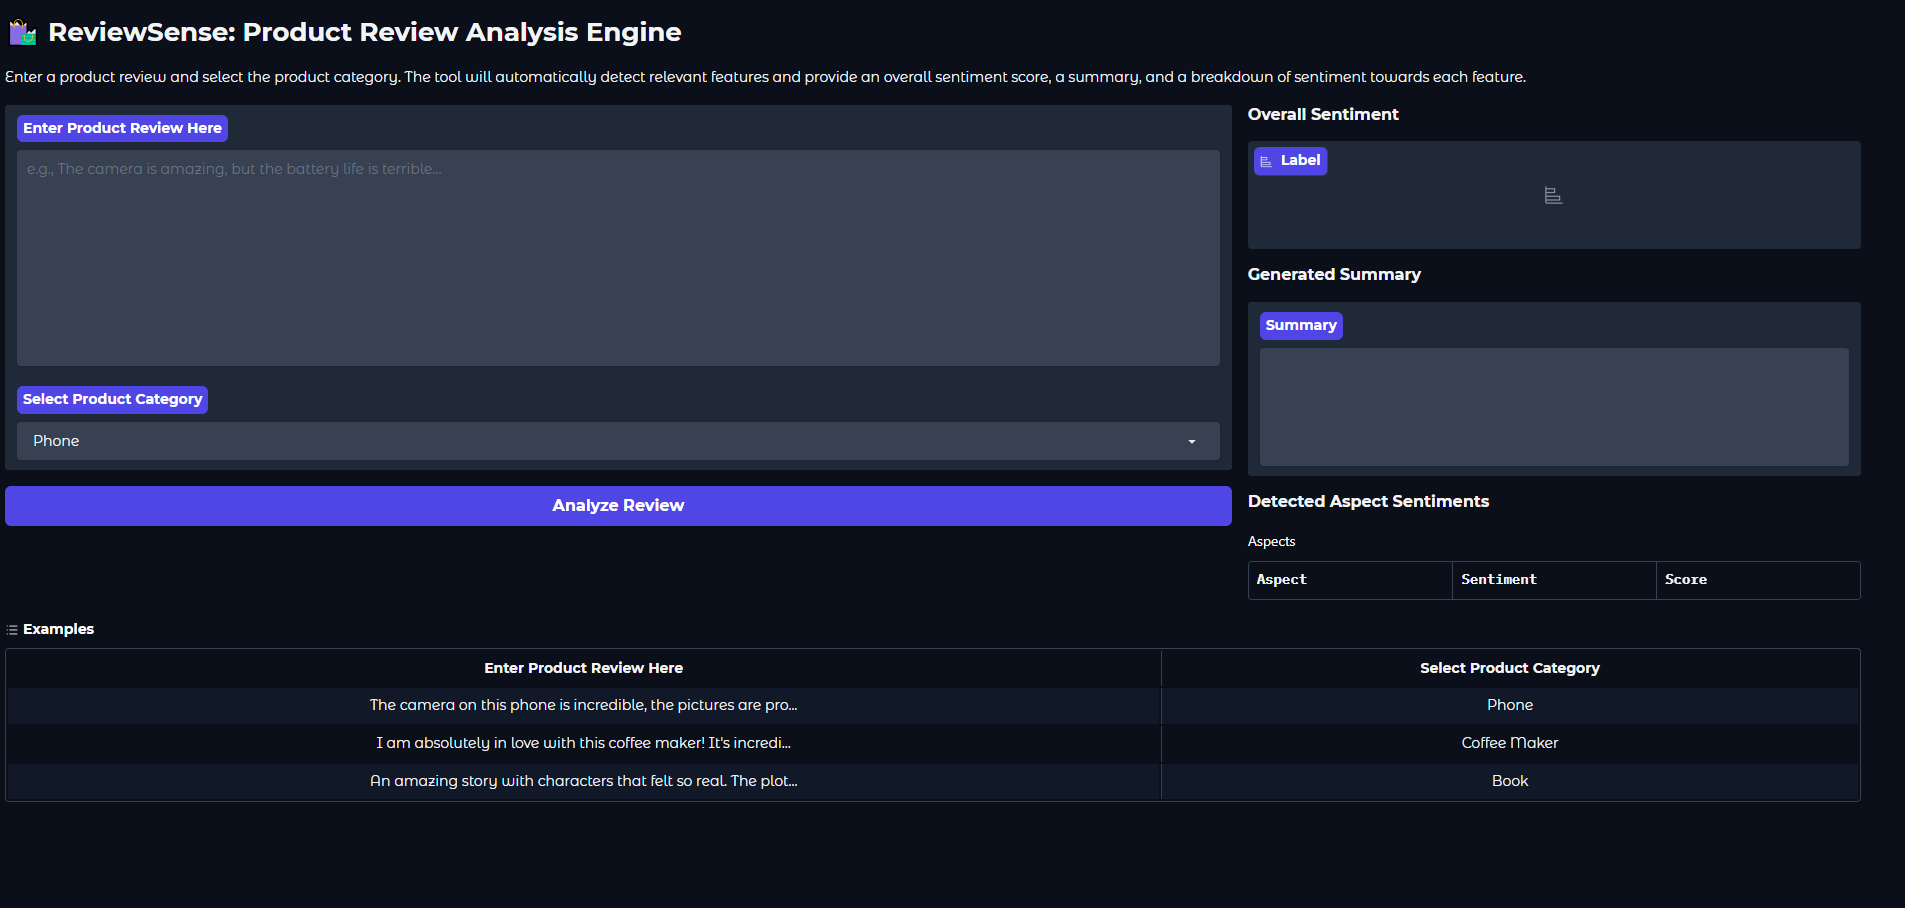 ReviewSense: Product Review Analysis Engine
Enter a product review and select the product category. The tool will automatically detect relevant features and provide an overall sentiment score, a summary, and a breakdown of sentiment towards each feature.
Enter Product Review Here
e.g., The camera is amazing, but the battery life is terrible...
Select Product Category
Phone
Analyze Review
Overall Sentiment
Label
Generated Summary
Summary
Detected Aspect Sentiments
Aspects
Aspect Sentiment Score
Examples
Enter Product Review Here Select Product Category
The camera on this phone is incredible, the pictures are pro... Phone
I am absolutely in love with this coffee maker! It's incredi... Coffee Maker
An amazing story with characters that felt so real. The plot... Book